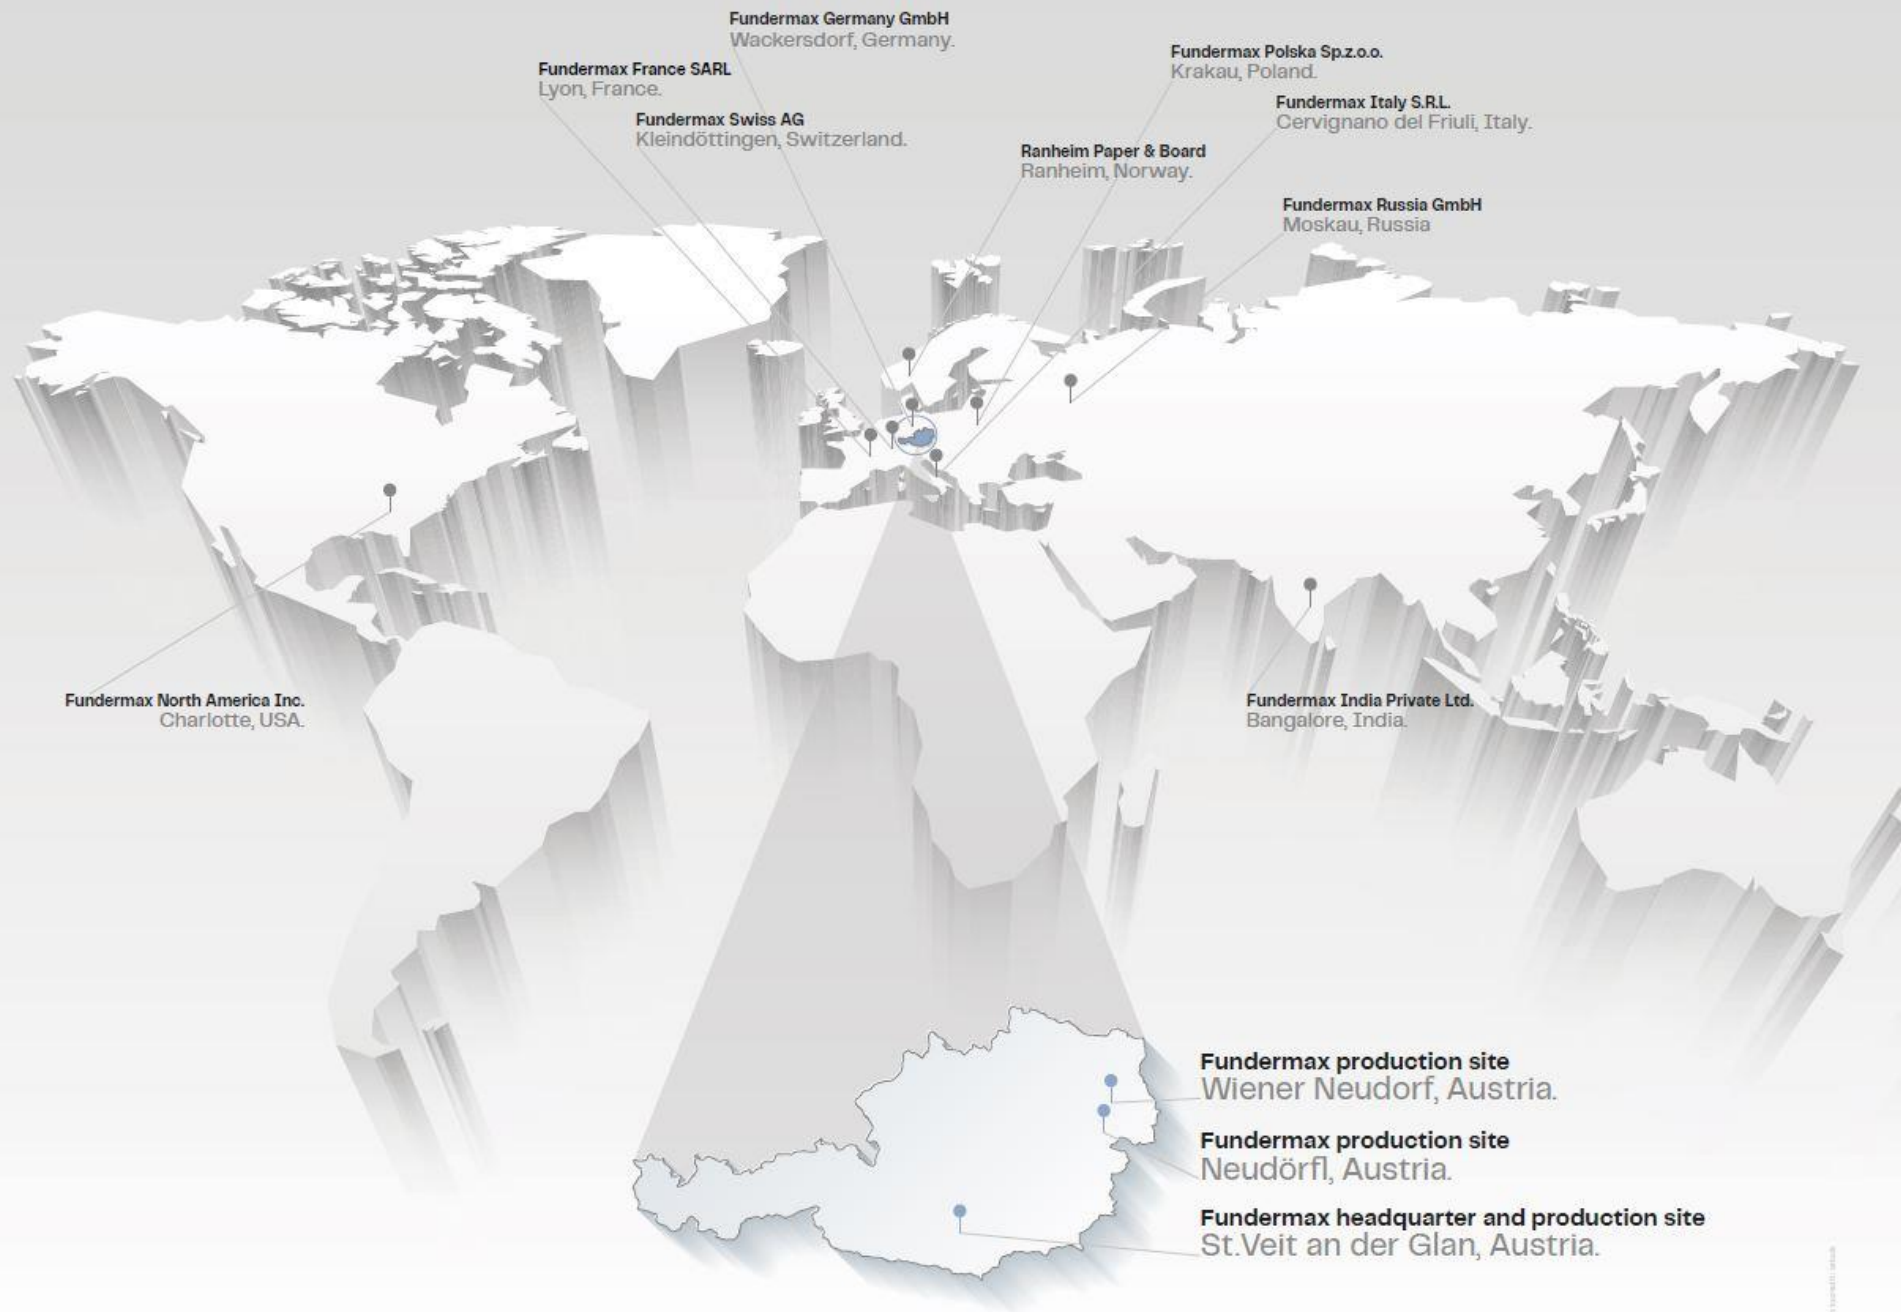 Fundermax Germany GmbH
Wackersdorf, Germany.
Fundermax France SARL
Lyon, France.
Fundermax Swiss AG
Kleindöttingen, Switzerland.
Fundermax Polska Sp.z.o.o.
Krakau, Poland.
Fundermax Italy S.R.L.
Cervignano del Friuli, Italy.
Ranheim Paper & Board
Ranheim, Norway.
Fundermax Russia GmbH
Moskau, Russia
Fundermax North America Inc.
Charlotte, USA.
Fundermax India Private Ltd.
Bangalore, India.
Fundermax production site
Wiener Neudorf, Austria.
Fundermax production site
Neudörfl, Austria.
Fundermax headquarter and production site
St.Veit an der Glan, Austria.